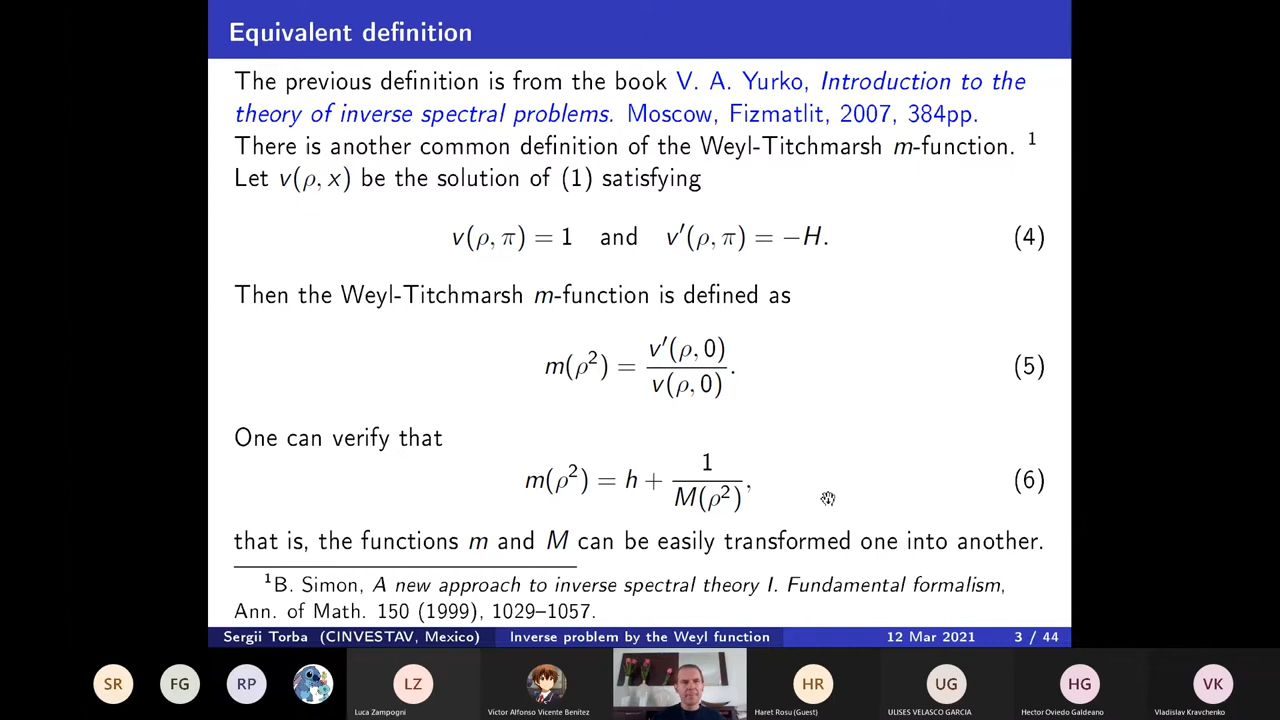 Equivalent definition
The previous definition is from the book V. A. Yurko, Introduction to the
theory of inverse spectral problems. Moscow, Fizmatlit, 2007, 384pp.
There is another common definition of the Weyl-Titchmarsh m-function. ¹
Let v(ρ, x) be the solution of (1) satisfying
v(ρ, π) = 1 and v′(ρ, π) = −H. (4)
Then the Weyl-Titchmarsh m-function is defined as
m(ρ²) = v′(ρ, 0) / v(ρ, 0). (5)
One can verify that
m(ρ²) = h + 1 / M(ρ²), (6)
that is, the functions m and M can be easily transformed one into another.
¹B. Simon, A new approach to inverse spectral theory I. Fundamental formalism,
Ann. of Math. 150 (1999), 1029–1057.
Sergii Torba (CINVESTAV, Mexico) Inverse problem by the Weyl function 12 Mar 2021 3 / 44
SR FG RP LZ HR UG HG VK
Luca Zampogni Víctor Alfonso Vicente Benítez Haret Rosu (Guest) ULISES VELASCO GARCIA Hector Oviedo Galdeano Vladislav Kravchenko